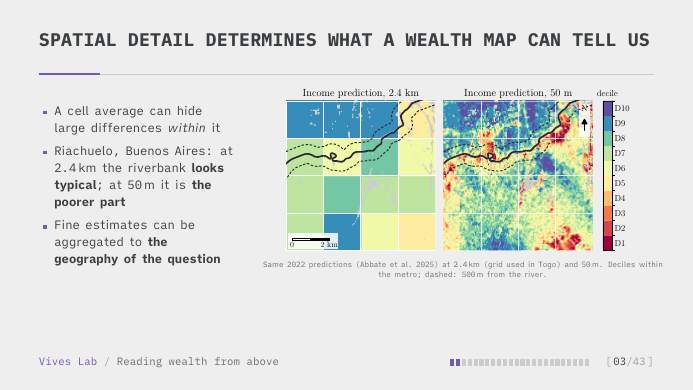 SPATIAL DETAIL DETERMINES WHAT A WEALTH MAP CAN TELL US
A cell average can hide
large differences within it
Riachuelo, Buenos Aires: at
2.4 km the riverbank looks
typical; at 50 m it is the
poorer part
Fine estimates can be
aggregated to the
geography of the question
Income prediction, 2.4 km
0 2 km
Income prediction, 50 m
N
decile
D10
D9
D8
D7
D6
D5
D4
D3
D2
D1
Same 2022 predictions (Abbate et al. 2025) at 2.4 km (grid used in Togo) and 50 m. Deciles within
the metro; dashed: 500 m from the river.
Vives Lab / Reading wealth from above
[03/43]